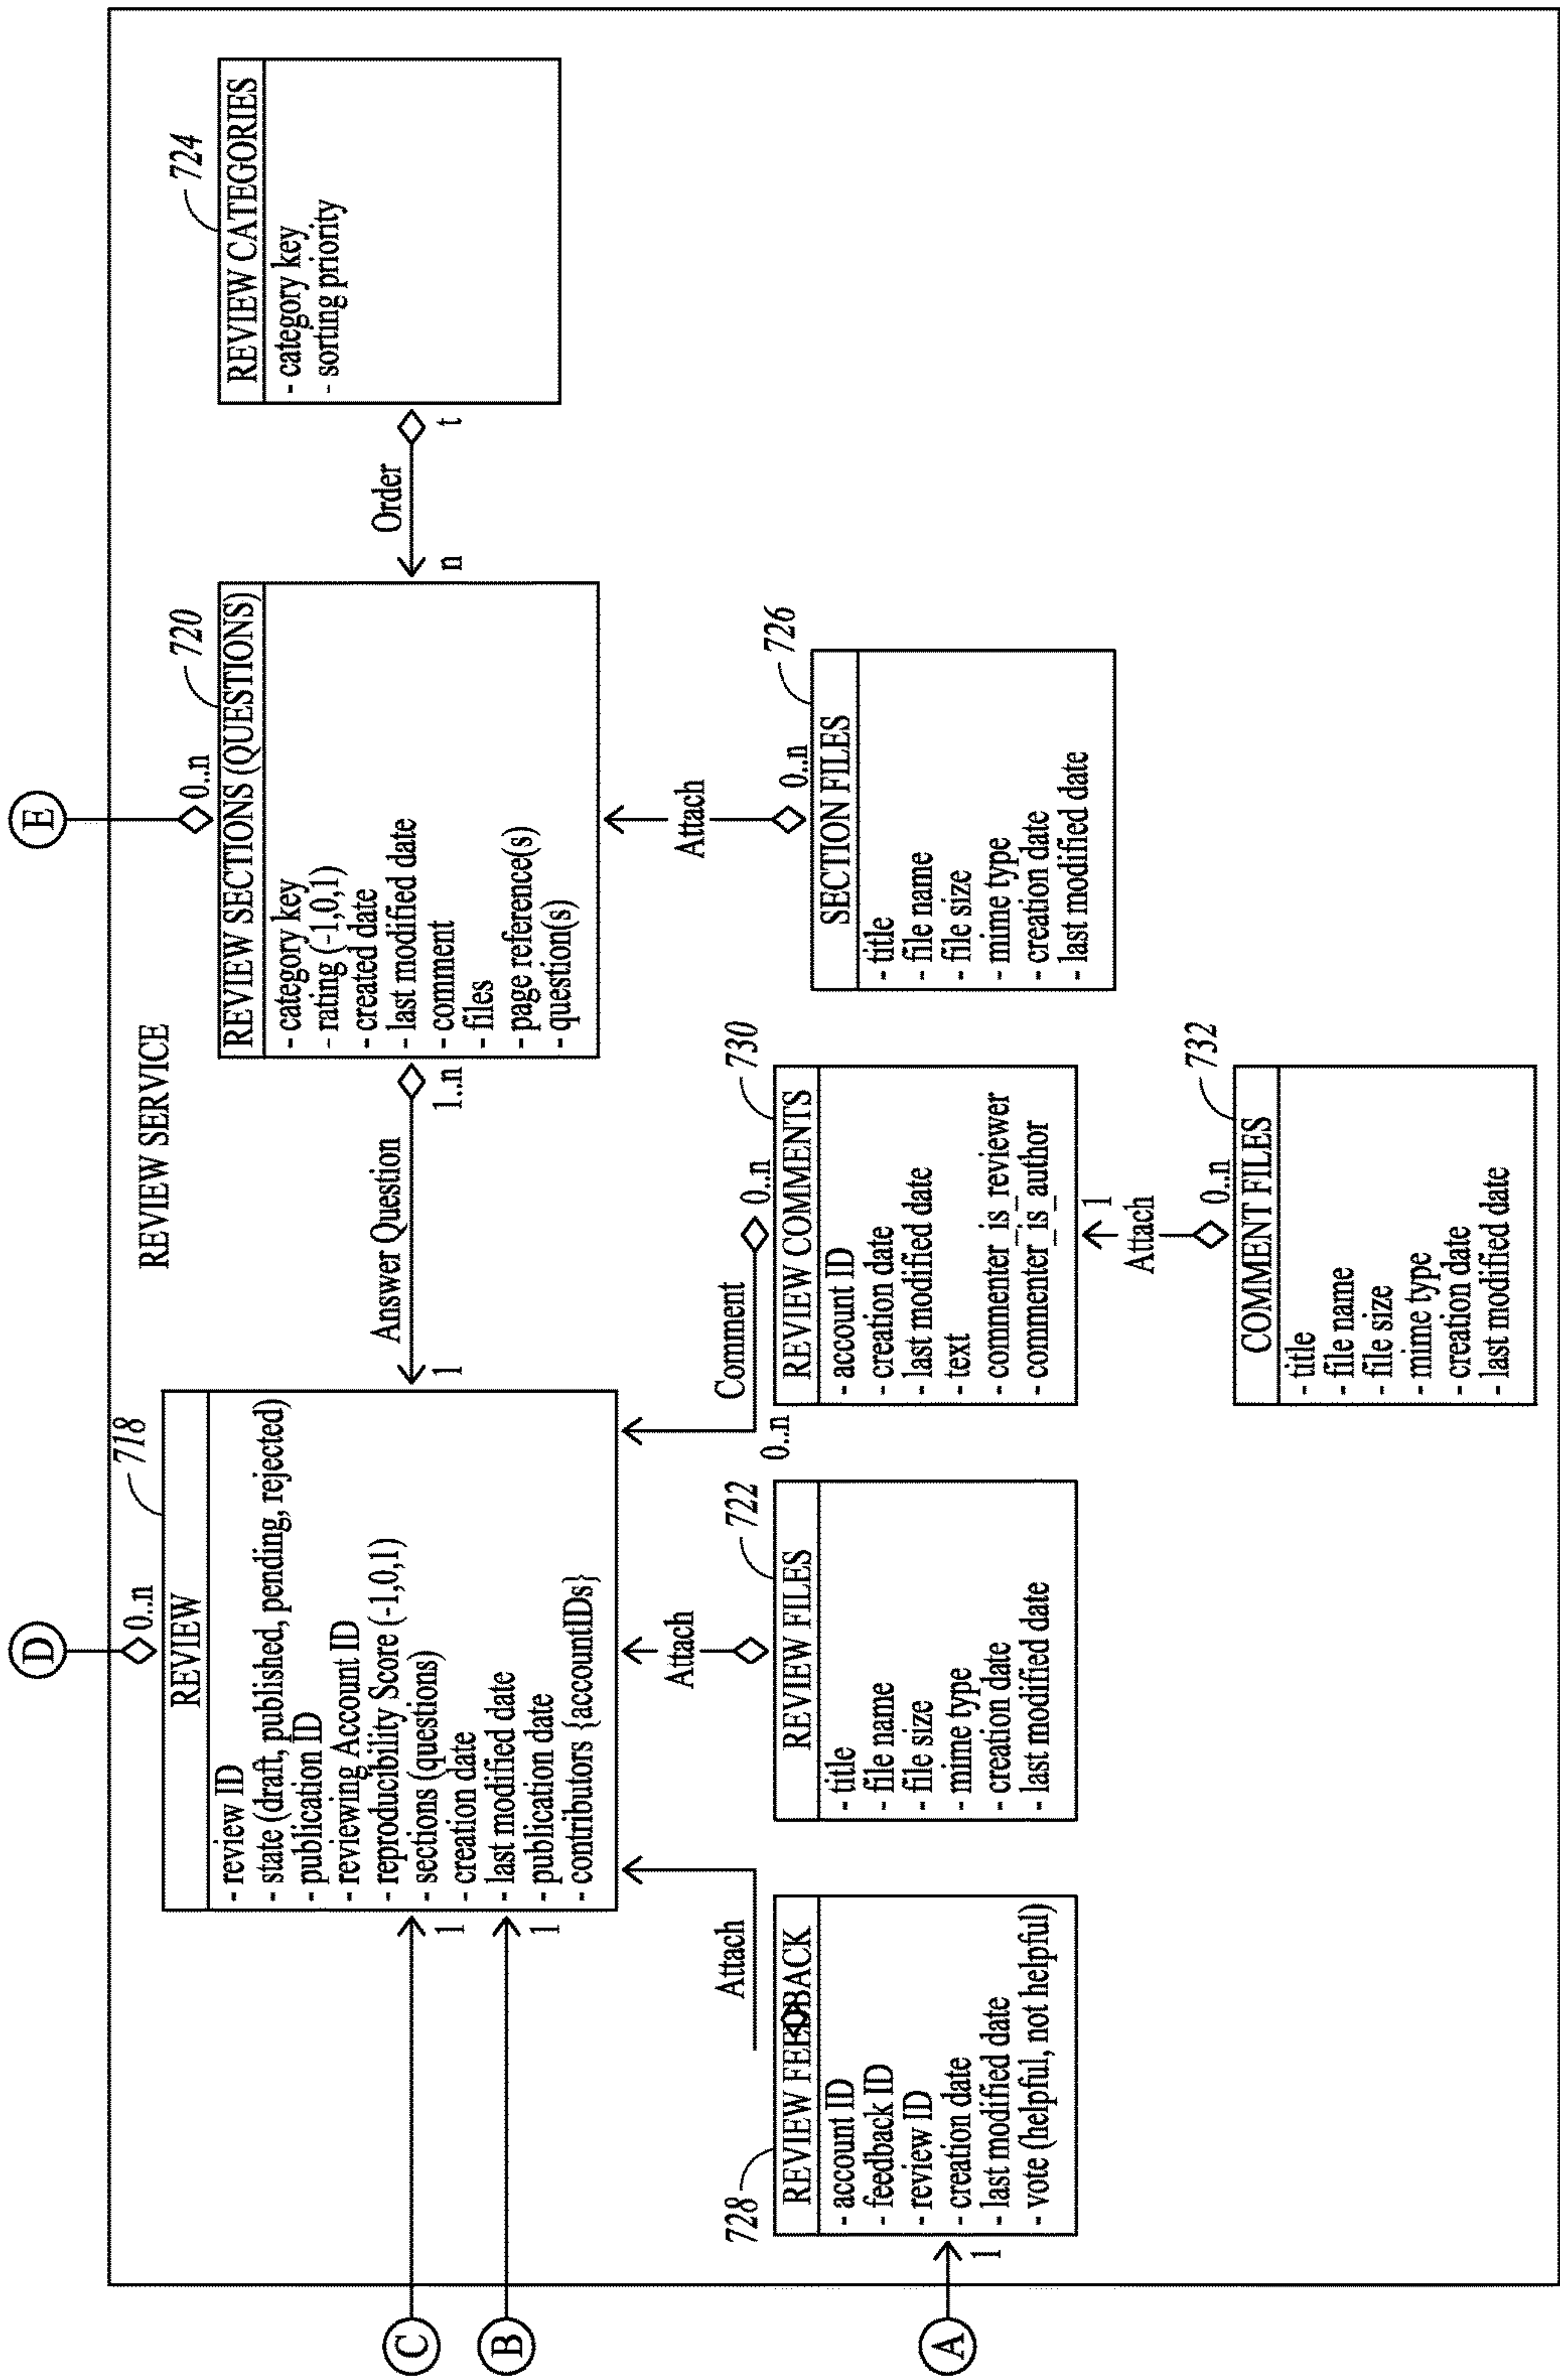 REVIEW SERVICE
D
0..n
718
REVIEW
- review ID
- state (draft, published, pending, rejected)
- publication ID
- reviewing Account ID
- reproducibility Score (-1,0,1)
- sections (questions)
- creation date
- last modified date
- publication date
- contributors {accountIDs}
C
1
B
1
Answer Question
1
1..n
E
0..n
720
REVIEW SECTIONS (QUESTIONS)
- category key
- rating (-1,0,1)
- created date
- last modified date
- comment
- files
- page reference(s)
- question(s)
Order
n
t
724
REVIEW CATEGORIES
- category key
- sorting priority
Attach
728
REVIEW FEEDBACK
- account ID
- feedback ID
- review ID
- creation date
- last modified date
- vote (helpful, not helpful)
A
1
Attach
722
REVIEW FILES
- title
- file name
- file size
- mime type
- creation date
- last modified date
Comment
0..n
0..n
730
REVIEW COMMENTS
- account ID
- creation date
- last modified date
- text
- commenter_is_reviewer
- commenter_is_author
Attach
0..n
726
SECTION FILES
- title
- file name
- file size
- mime type
- creation date
- last modified date
1
Attach
0..n
732
COMMENT FILES
- title
- file name
- file size
- mime type
- creation date
- last modified date